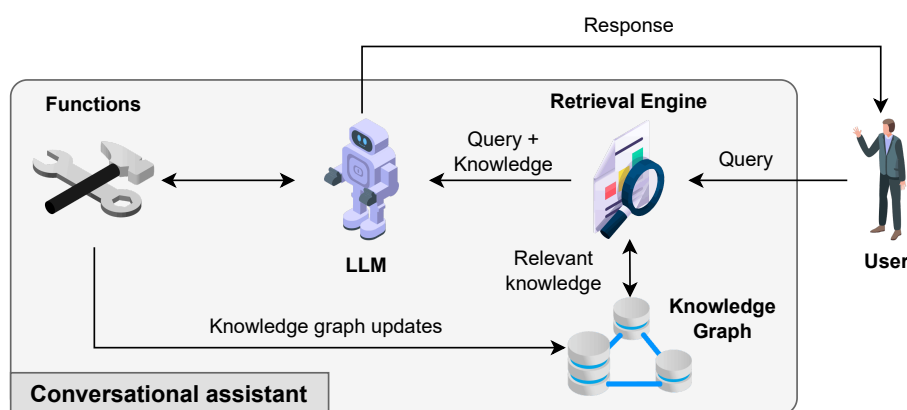 Response
Functions
Retrieval Engine
Query +
Knowledge
Query
LLM
User
Relevant
knowledge
Knowledge
Graph
Knowledge graph updates
Conversational assistant